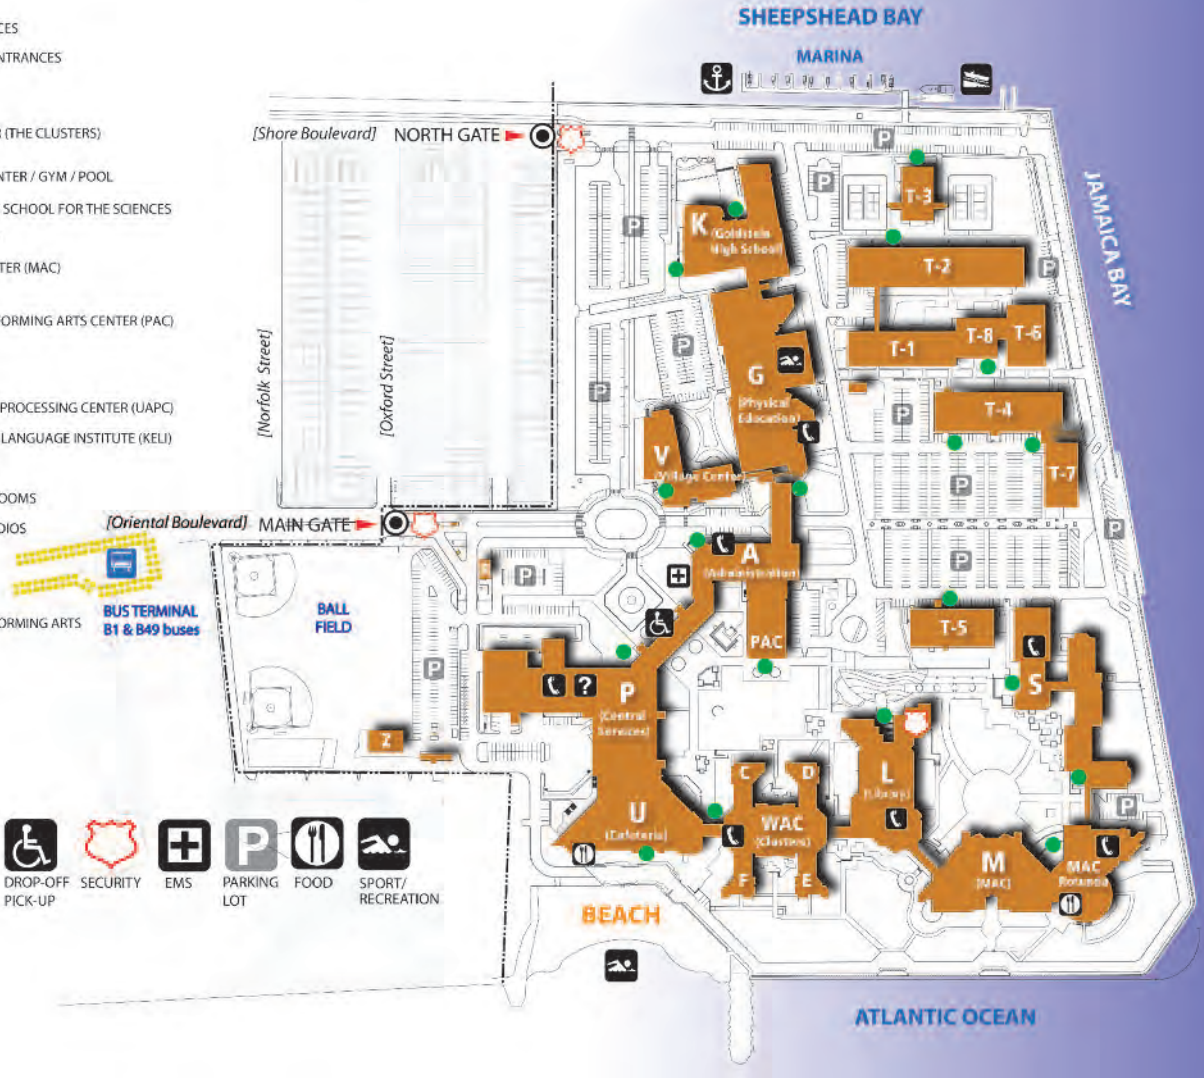 SHEEPSHEAD BAY
CES
NTRANCES
MARINA
R (THE CLUSTERS)
[Shore Boulevard] NORTH GATE
P
NTER / GYM / POOL
SCHOOL FOR THE SCIENCES
P
T-3
JAMAICA BAY
K
(Goldstein
High School)
P
TER (MAC)
T-2
P
ORMING ARTS CENTER (PAC)
[Norfolk Street]
[Oxford Street]
P
T-1
T-8
T-6
G
(Physical
Education)
P
PROCESSING CENTER (UAPC)
LANGUAGE INSTITUTE (KELI)
P
T-4
V
(Village Center)
T-7
P
OOMS
DIOS
[Oriental Boulevard] MAIN GATE
P
A
(Administration)
P
P
BUS TERMINAL
B1 & B49 buses
BALL
FIELD
ORMING ARTS
T-5
PAC
P
?
P
(Central
Services)
S
Z
L
(Library)
C
D
WAC
(Clusters)
U
(Cafeteria)
P
F
E
M
(MAC)
MAC
Rotunda
P
DROP-OFF
PICK-UP
SECURITY
EMS
PARKING
LOT
FOOD
SPORT/
RECREATION
BEACH
ATLANTIC OCEAN